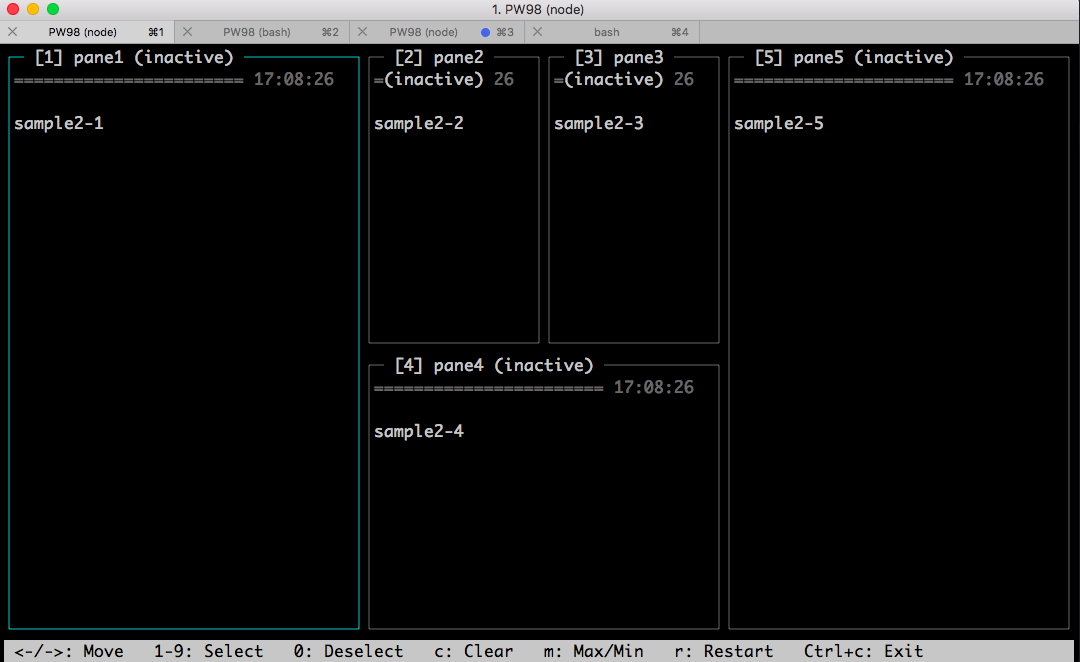 1. PW98 (node)
PW98 (node) ⌘1 PW98 (bash) ⌘2 PW98 (node) ⌘3 bash ⌘4
[1] pane1 (inactive)
======================= 17:08:26
sample2-1
[2] pane2
=(inactive) 26
sample2-2
[3] pane3
=(inactive) 26
sample2-3
[4] pane4 (inactive)
======================= 17:08:26
sample2-4
[5] pane5 (inactive)
====================== 17:08:26
sample2-5
<-/->: Move 1-9: Select 0: Deselect c: Clear m: Max/Min r: Restart Ctrl+c: Exit